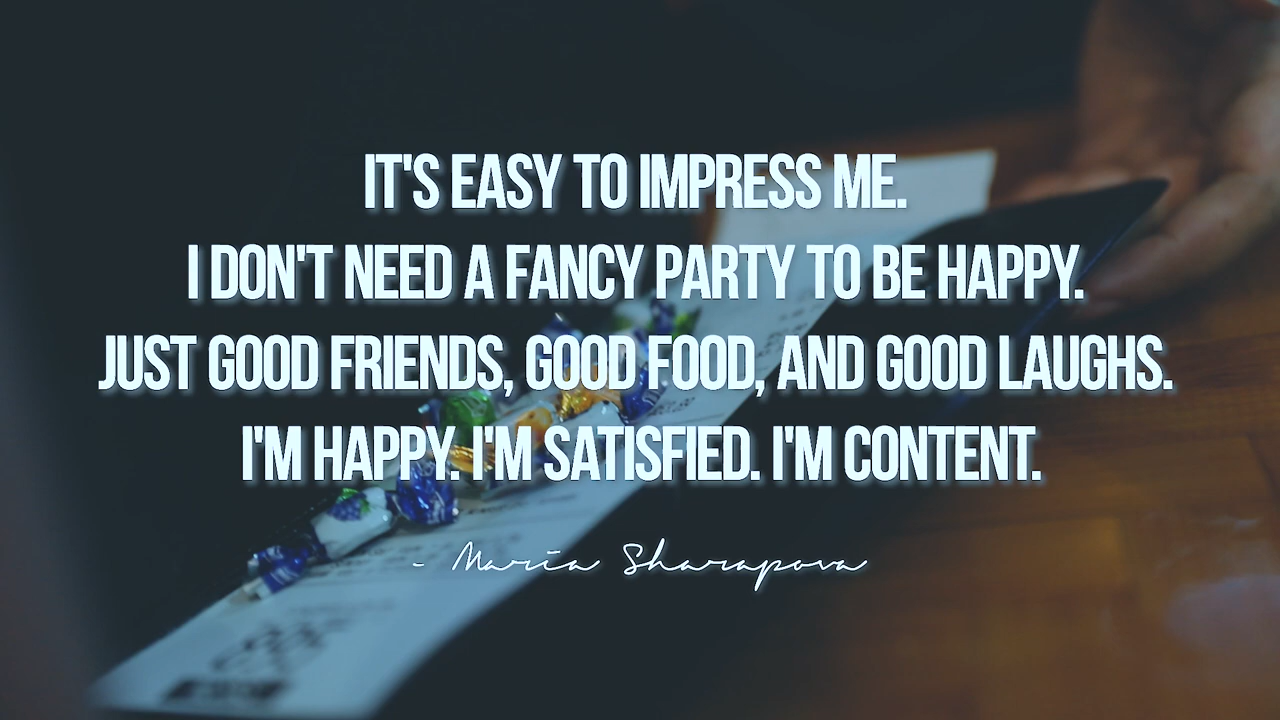 IT'S EASY TO IMPRESS ME.
I DON'T NEED A FANCY PARTY TO BE HAPPY.
JUST GOOD FRIENDS, GOOD FOOD, AND GOOD LAUGHS.
I'M HAPPY. I'M SATISFIED. I'M CONTENT.
- Maria Sharapova